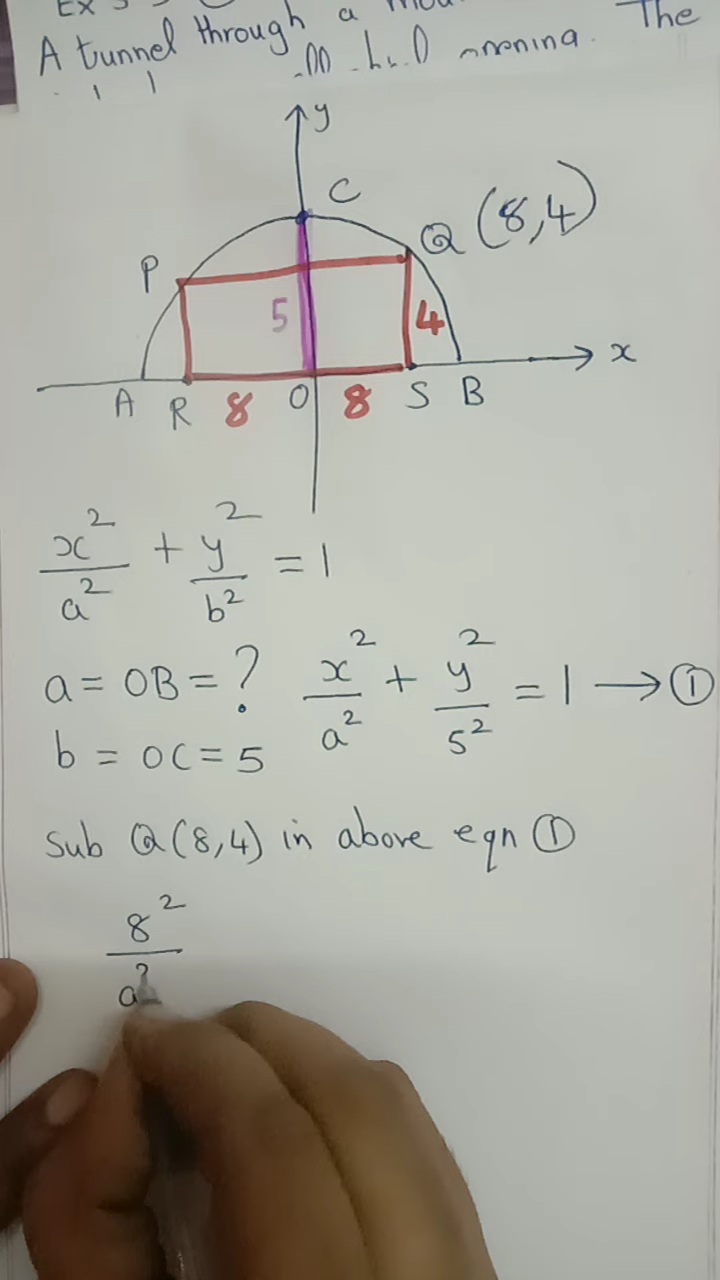 Ex
A tunnel through a The
y
C
Q (8,4)
P
5 4
x
A R 8 O 8 S B
x² / a² + y² / b² = 1
a = OB = ? x² / a² + y² / 5² = 1 → ①
b = OC = 5
Sub Q(8,4) in above eqn ①
8² / a²